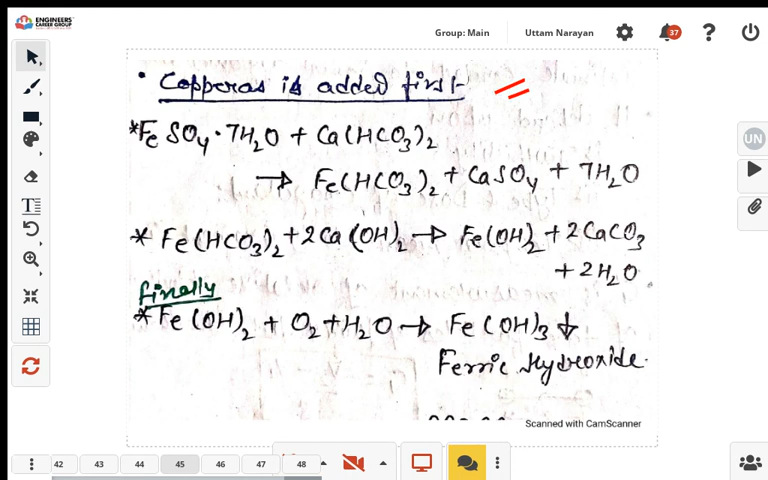 ENGINEERS
CAREER GROUP
Group: Main
Uttam Narayan
37
UN
• Copperas is added first
*FeSO₄·7H₂O + Ca(HCO₃)₂
→ Fe(HCO₃)₂ + CaSO₄ + 7H₂O
* Fe(HCO₃)₂ + 2Ca(OH)₂ → Fe(OH)₂ + 2CaCO₃
+ 2H₂O
finally
*Fe(OH)₂ + O₂ + H₂O → Fe(OH)₃ ↓
Ferric Hydroxide.
Scanned with CamScanner
42 43 44 45 46 47 48